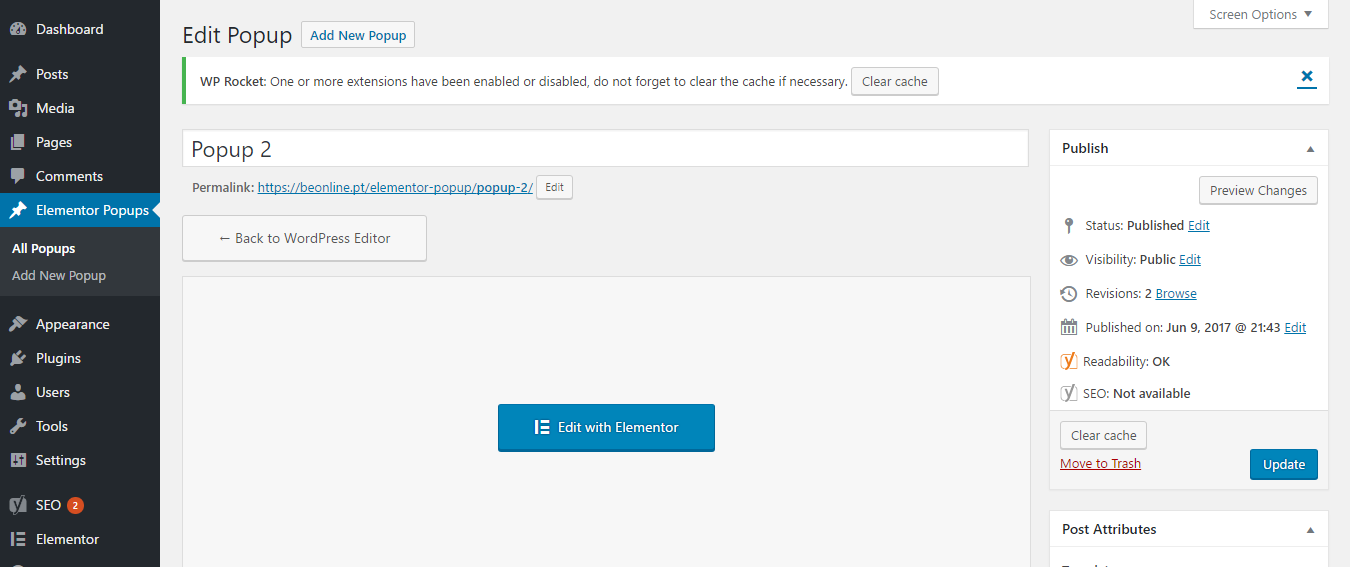 Dashboard
Posts
Media
Pages
Comments
Elementor Popups
All Popups
Add New Popup
Appearance
Plugins
Users
Tools
Settings
SEO 2
Elementor
Screen Options
Edit Popup Add New Popup
WP Rocket: One or more extensions have been enabled or disabled, do not forget to clear the cache if necessary. Clear cache
Popup 2
Permalink: https://beonline.pt/elementor-popup/popup-2/ Edit
← Back to WordPress Editor
Edit with Elementor
Publish
Preview Changes
Status: Published Edit
Visibility: Public Edit
Revisions: 2 Browse
Published on: Jun 9, 2017 @ 21:43 Edit
Readability: OK
SEO: Not available
Clear cache
Move to Trash
Update
Post Attributes